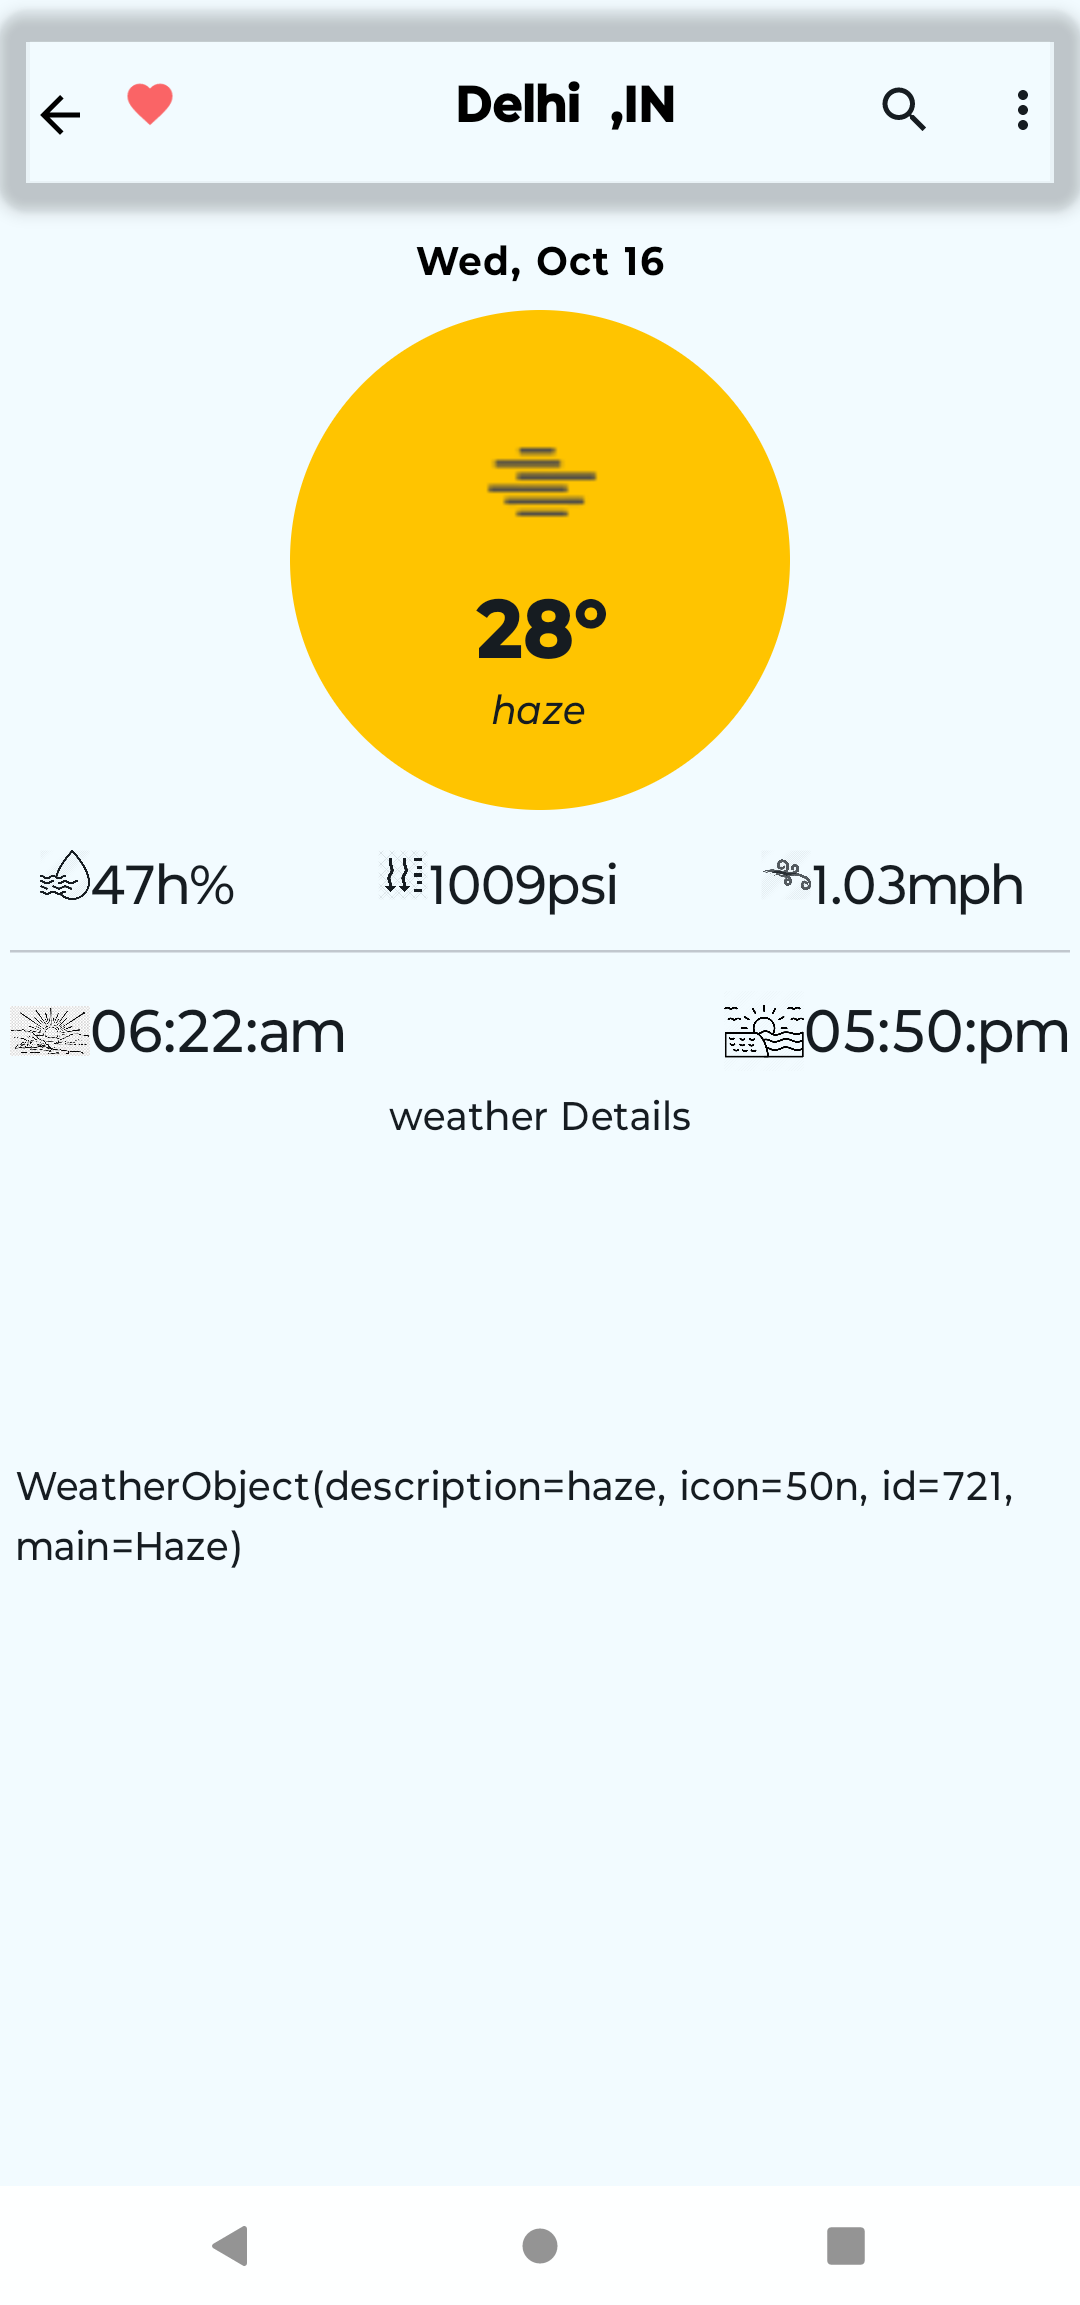 Delhi ,IN
Wed, Oct 16
28°
haze
47h%
1009psi
1.03mph
06:22:am
05:50:pm
weather Details
WeatherObject(description=haze, icon=50n, id=721,
main=Haze)